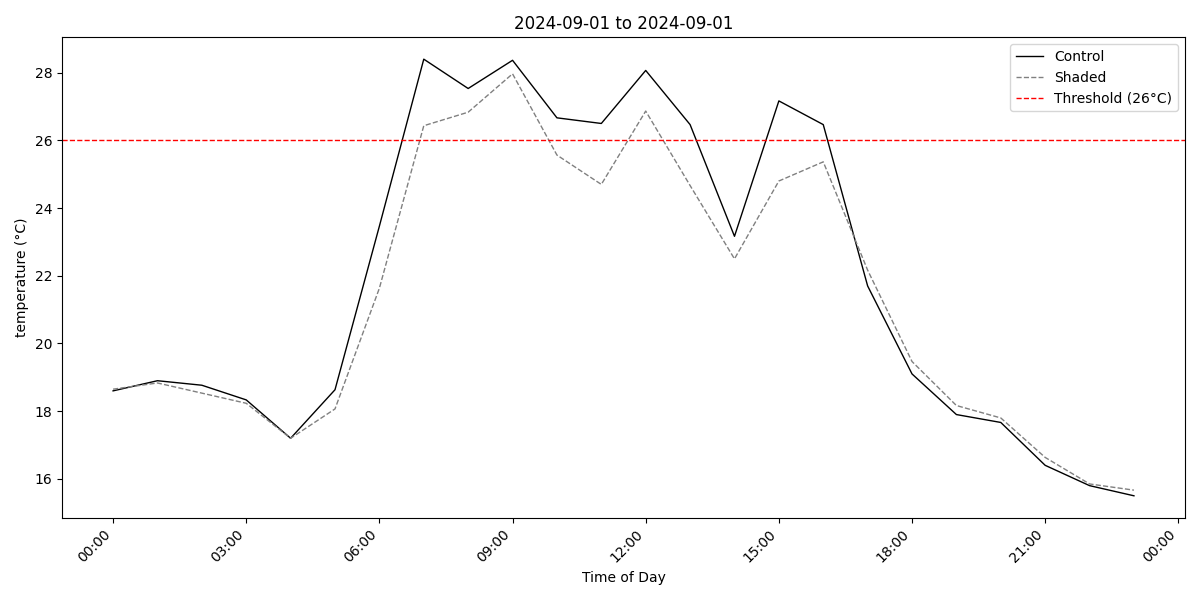 2024-09-01 to 2024-09-01
Control
Shaded
Threshold (26°C)
28
26
24
22
20
18
16
temperature (°C)
00:00
03:00
06:00
09:00
12:00
15:00
18:00
21:00
00:00
Time of Day